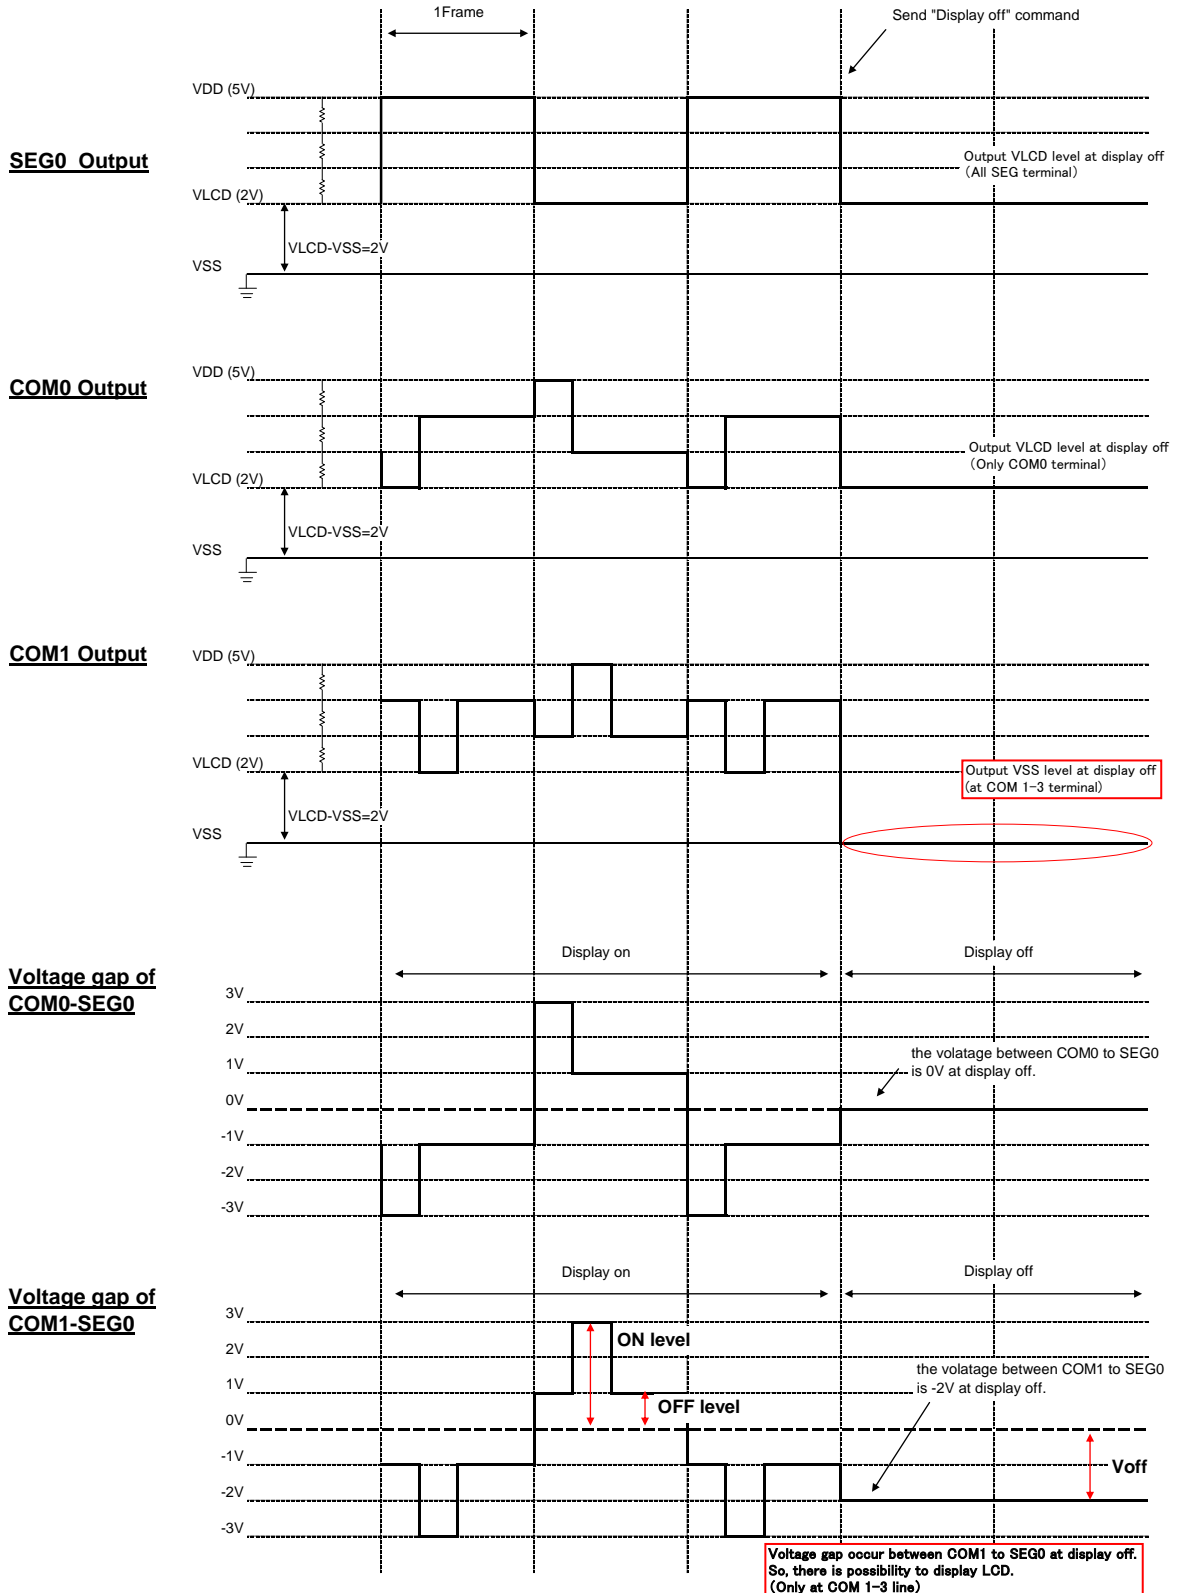 1Frame
Send "Display off" command
VDD (5V)
SEG0 Output
Output VLCD level at display off
(All SEG terminal)
VLCD (2V)
VLCD-VSS=2V
VSS
VDD (5V)
COM0 Output
Output VLCD level at display off
(Only COM0 terminal)
VLCD (2V)
VLCD-VSS=2V
VSS
COM1 Output
VDD (5V)
VLCD (2V)
Output VSS level at display off
(at COM 1-3 terminal)
VLCD-VSS=2V
VSS
Display on
Display off
Voltage gap of
COM0-SEG0
3V
2V
1V
the volatage between COM0 to SEG0
is 0V at display off.
0V
-1V
-2V
-3V
Display on
Display off
Voltage gap of
COM1-SEG0
3V
ON level
2V
the volatage between COM1 to SEG0
is -2V at display off.
1V
OFF level
0V
-1V
Voff
-2V
-3V
Voltage gap occur between COM1 to SEG0 at display off.
So, there is possibility to display LCD.
(Only at COM 1-3 line)